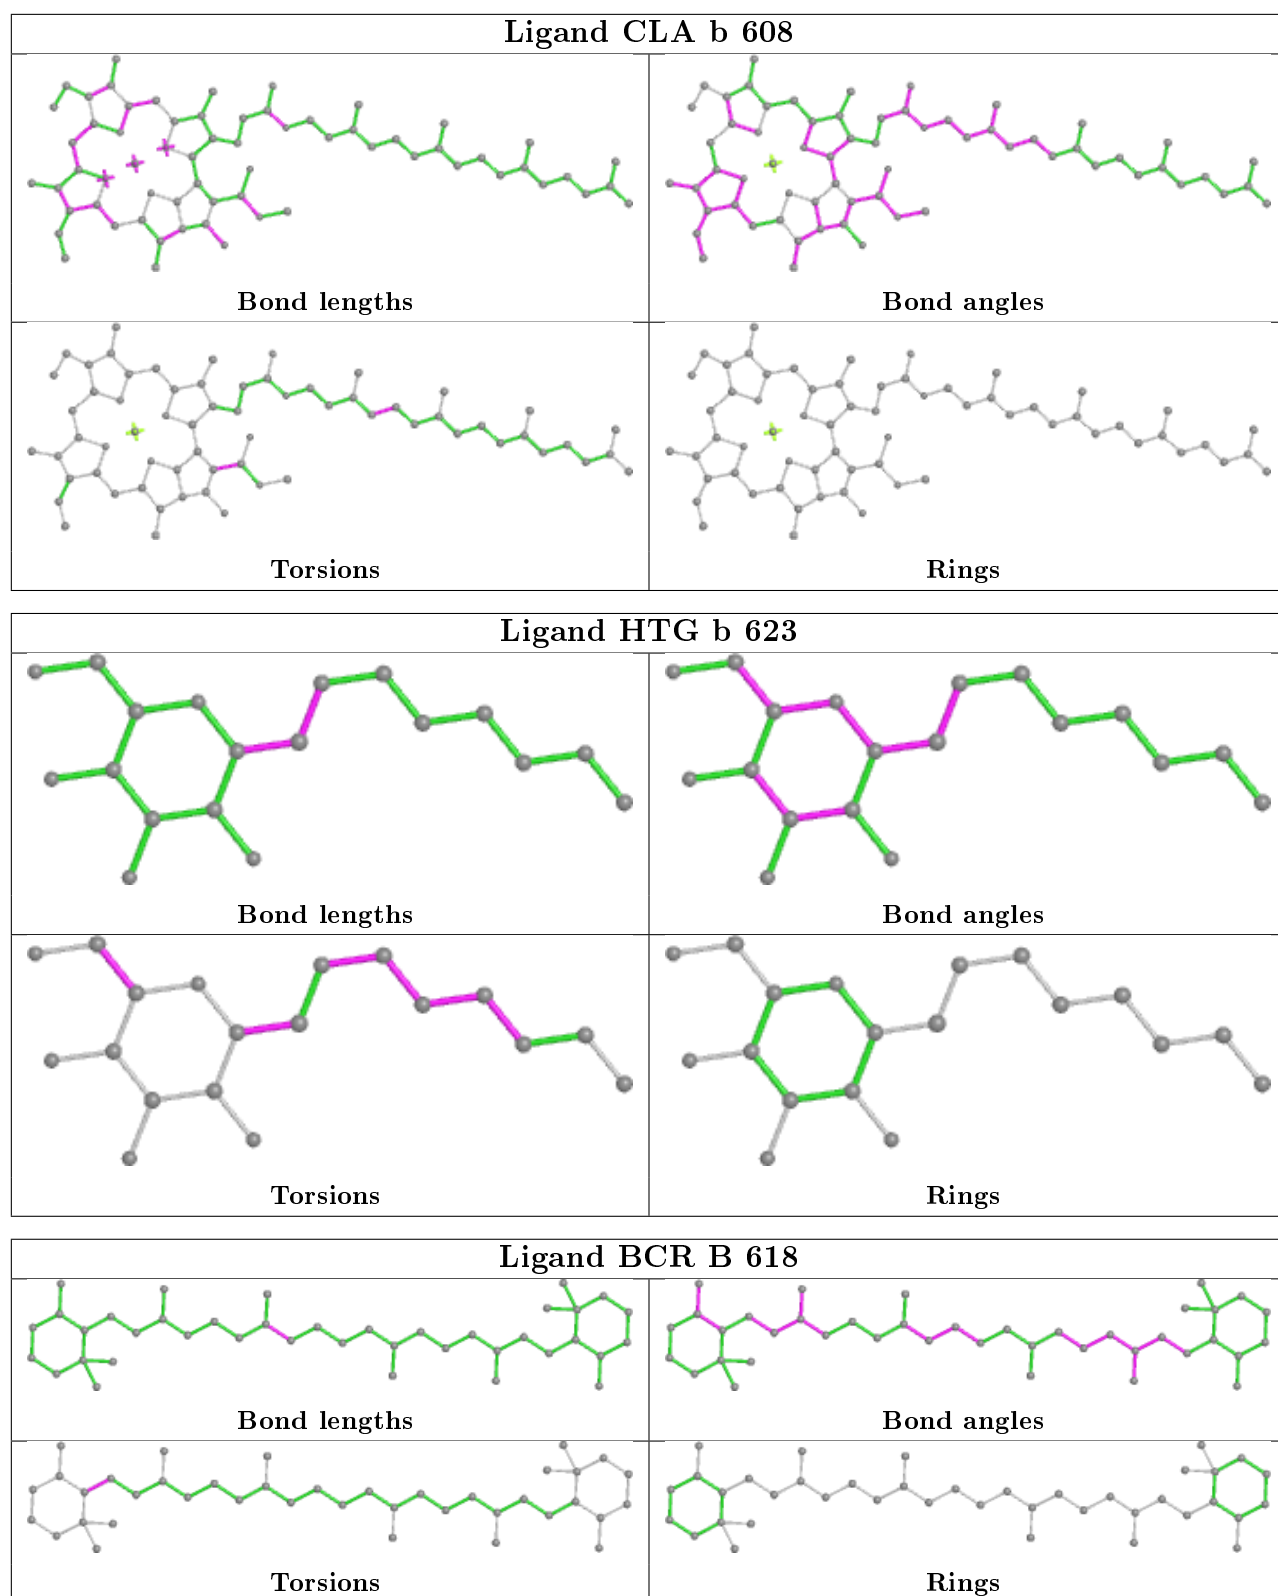 Ligand CLA b 608
Bond lengths
Bond angles
Torsions
Rings
Ligand HTG b 623
Bond lengths
Bond angles
Torsions
Rings
Ligand BCR B 618
Bond lengths
Bond angles
Torsions
Rings